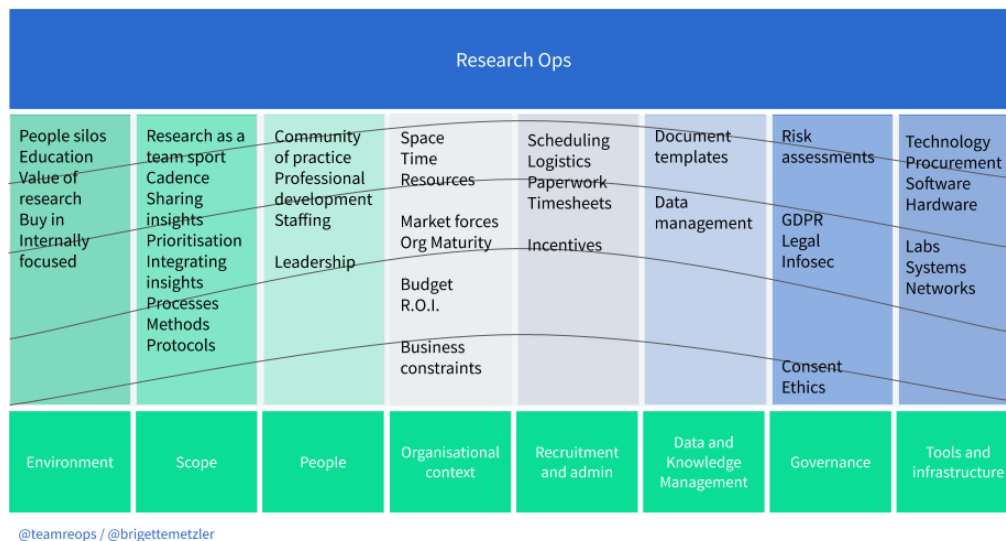 Research Ops
People silos
Education
Value of
research
Buy in
Internally
focused
Research as a
team sport
Cadence
Sharing
insights
Prioritisation
Integrating
insights
Processes
Methods
Protocols
Community
of practice
Professional
development
Staffing
Leadership
Space
Time
Resources
Market forces
Org Maturity
Budget
R.O.I.
Business
constraints
Scheduling
Logistics
Paperwork
Timesheets
Incentives
Document
templates
Data
management
Risk
assessments
GDPR
Legal
Infosec
Consent
Ethics
Technology
Procurement
Software
Hardware
Labs
Systems
Networks
Environment
Scope
People
Organisational
context
Recruitment
and admin
Data and
Knowledge
Management
Governance
Tools and
infrastructure
@teamreops / @brigettemetzler